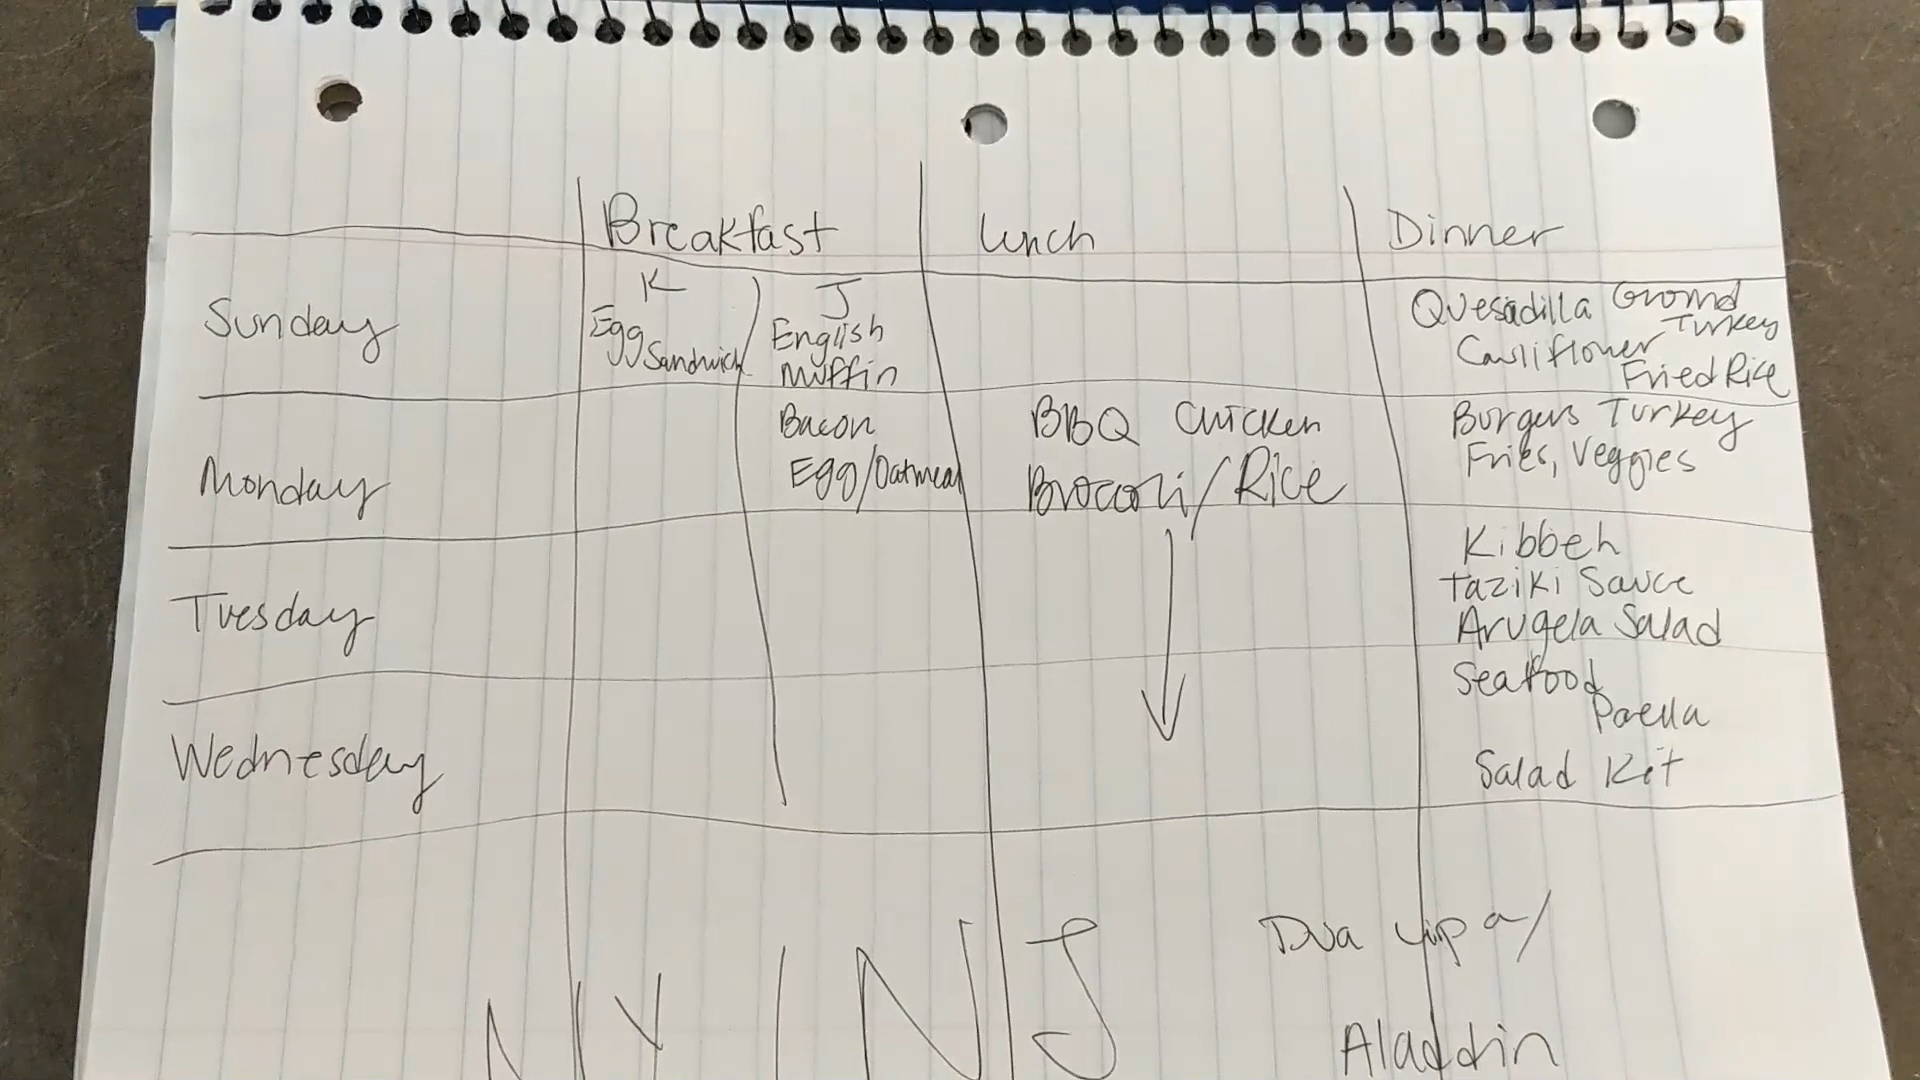 Breakfast Lunch Dinner
Sunday
K
Egg Sandwich
J
English
Muffin
Quesadilla Ground
Turkey
Cauliflower
Fried Rice
Monday
Bacon
Egg/Oatmeal
BBQ Chicken
Broccoli/Rice
Burgers Turkey
Fries, Veggies
Tuesday
Kibbeh
Taziki Sauce
Arugela Salad
Wednesday
Seafood
Paella
Salad Kit
NY / NJ
Dua Lipa/
Aladdin